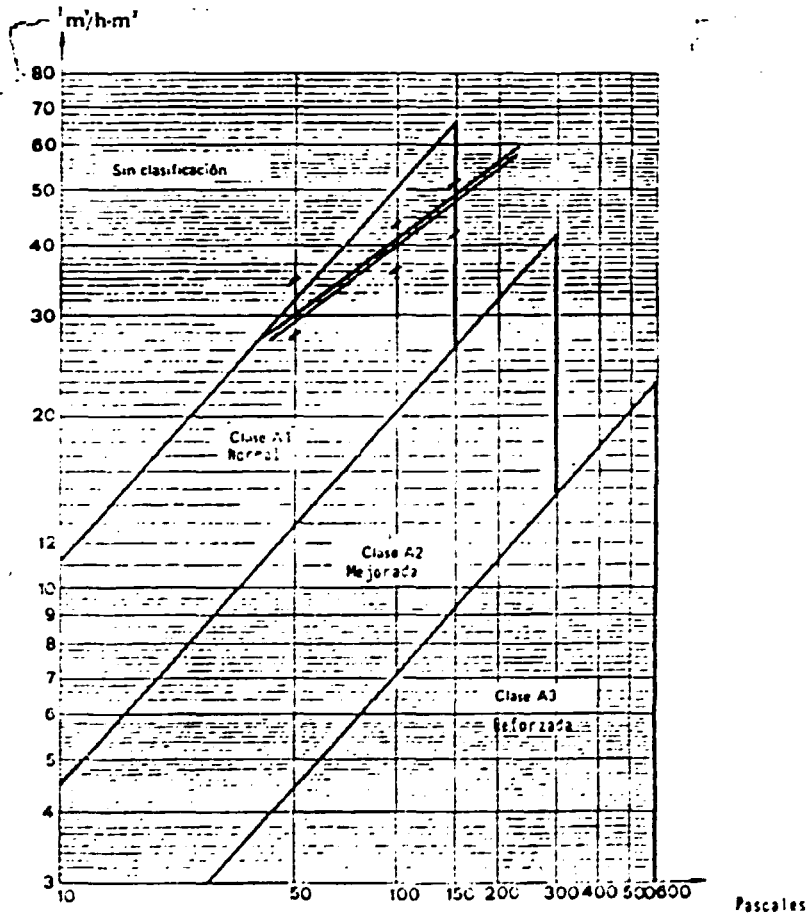 m³/h·m²
80
70
60
50
40
30
20
12
10
9
8
7
6
5
4
3
Sin clasificación
Clase A1
Normal
Clase A2
Mejorada
Clase A3
Reforzada
10 50 100 150 200 300 400 500 600
Pascales